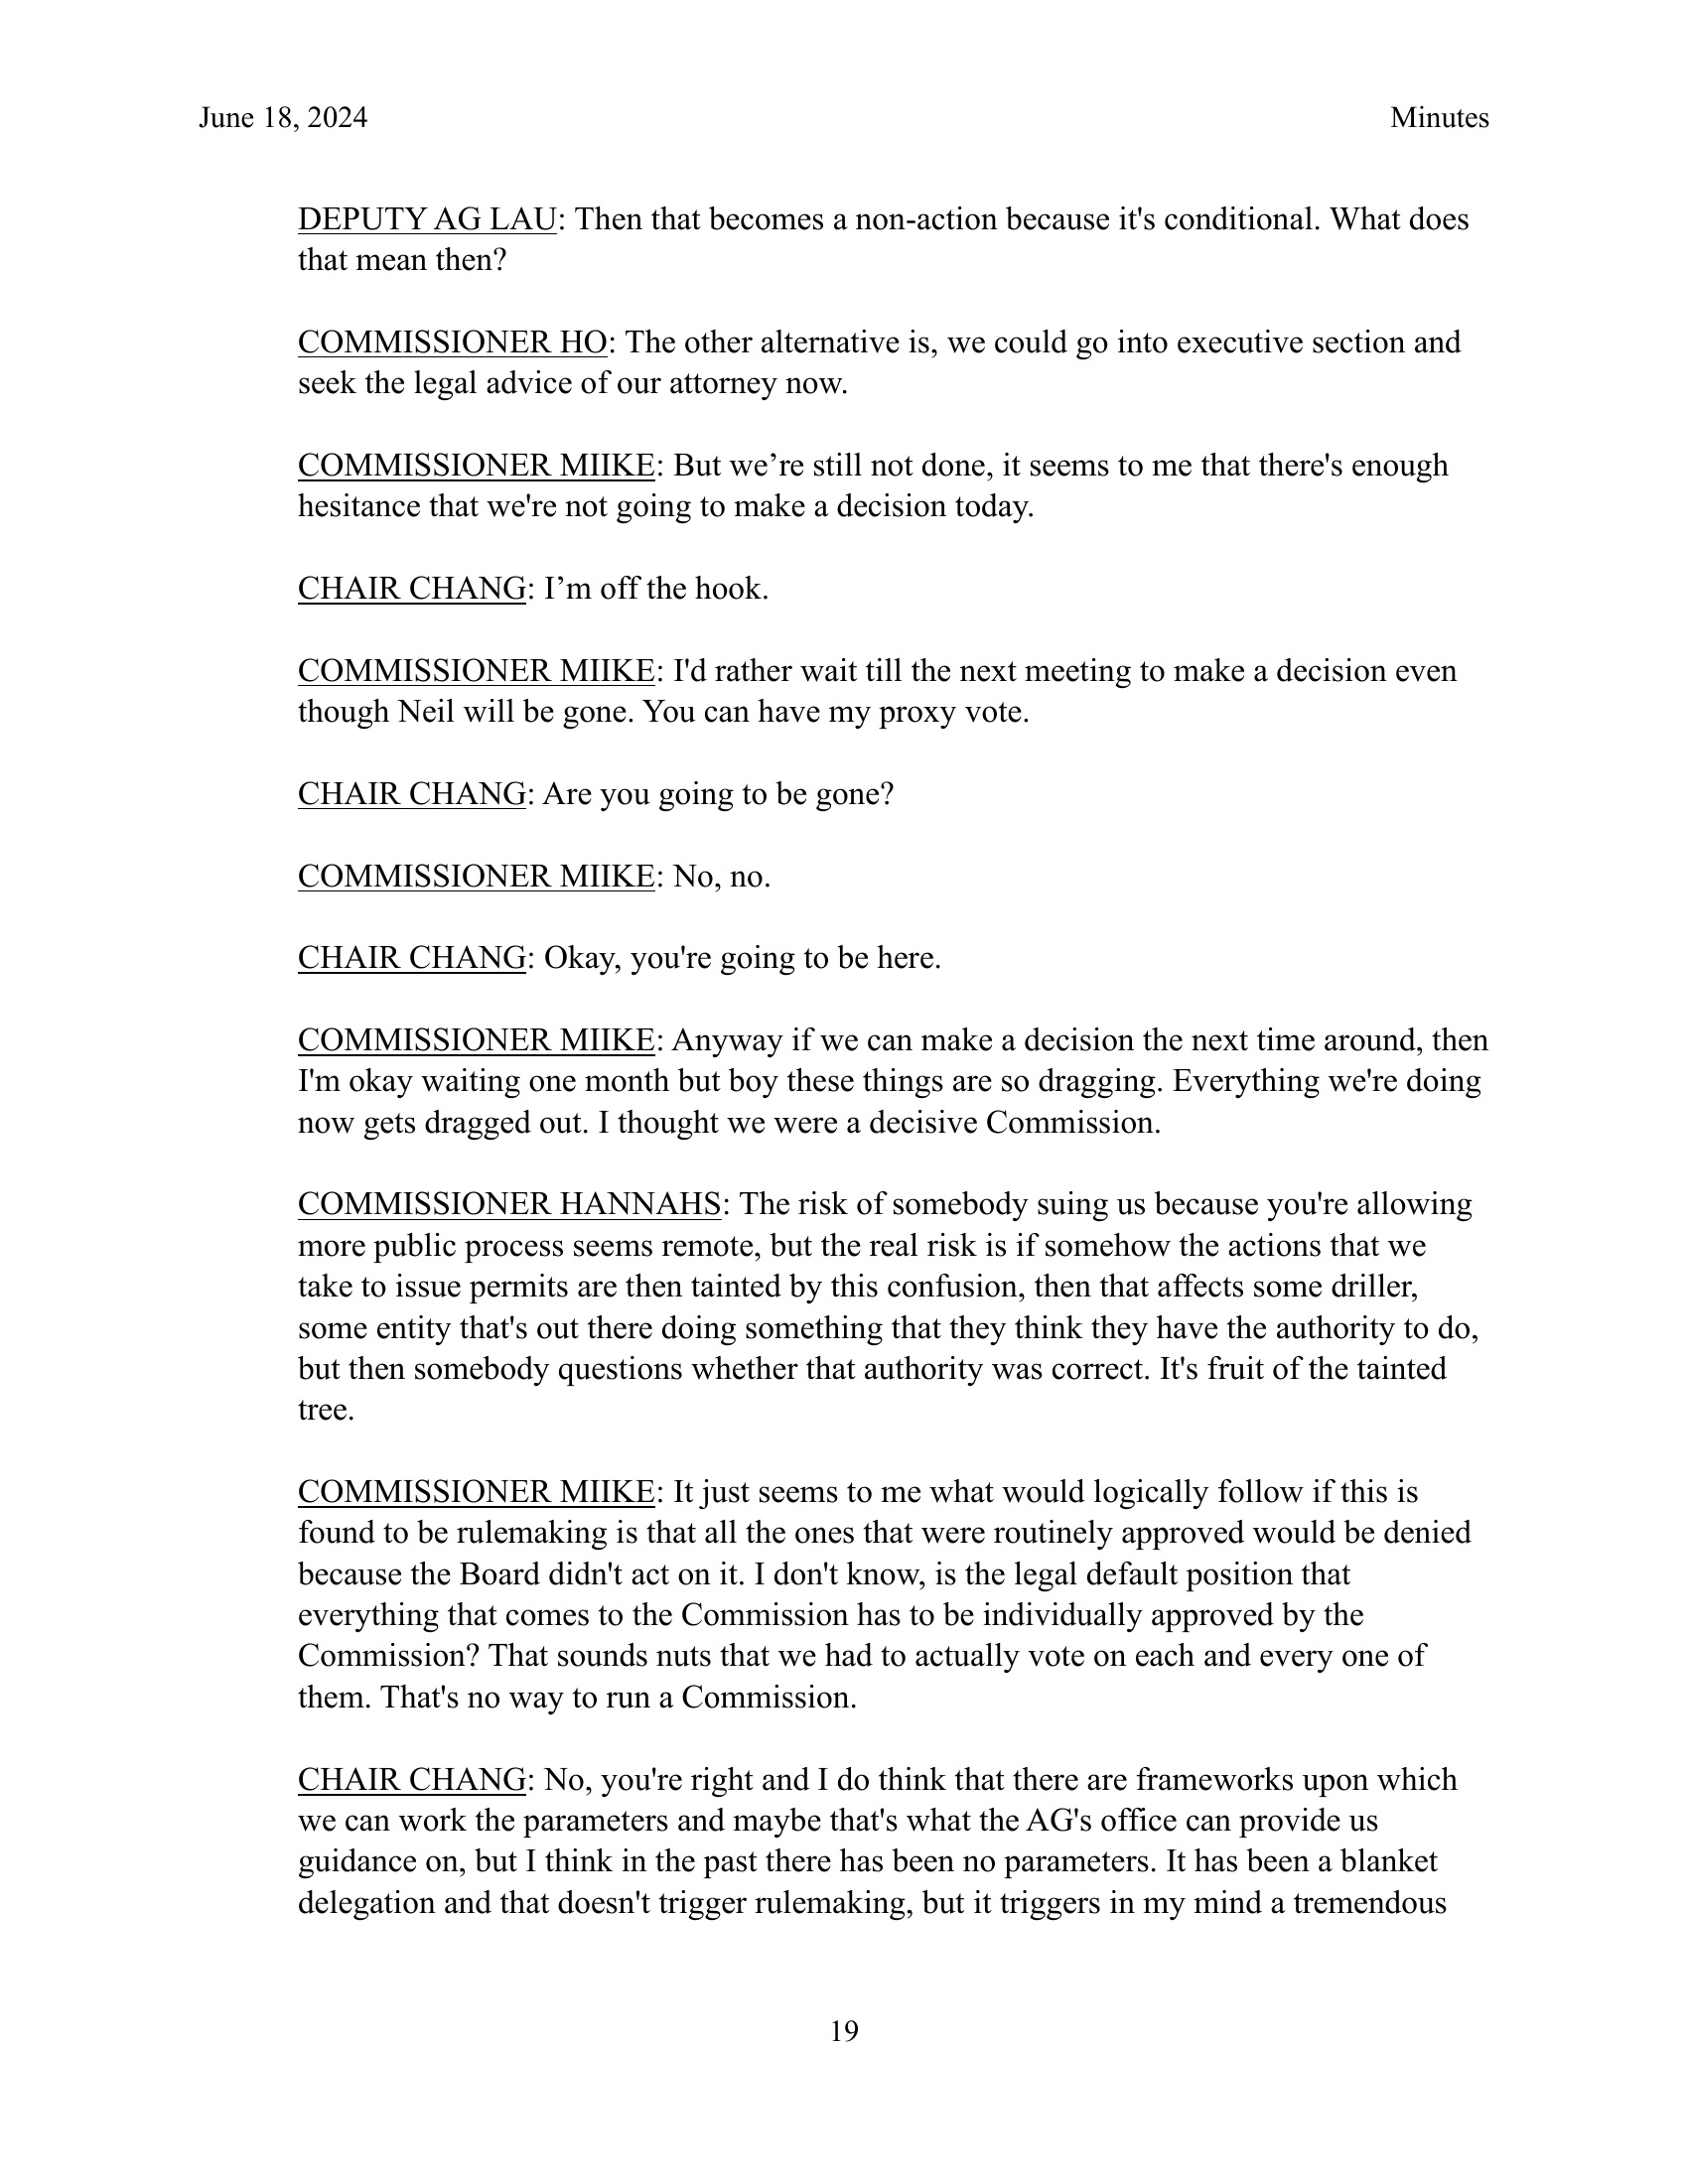 June 18, 2024 Minutes
DEPUTY AG LAU: Then that becomes a non-action because it's conditional. What does
that mean then?
COMMISSIONER HO: The other alternative is, we could go into executive section and
seek the legal advice of our attorney now.
COMMISSIONER MIIKE: But we’re still not done, it seems to me that there's enough
hesitance that we're not going to make a decision today.
CHAIR CHANG: I’m off the hook.
COMMISSIONER MIIKE: I'd rather wait till the next meeting to make a decision even
though Neil will be gone. You can have my proxy vote.
CHAIR CHANG: Are you going to be gone?
COMMISSIONER MIIKE: No, no.
CHAIR CHANG: Okay, you're going to be here.
COMMISSIONER MIIKE: Anyway if we can make a decision the next time around, then
I'm okay waiting one month but boy these things are so dragging. Everything we're doing
now gets dragged out. I thought we were a decisive Commission.
COMMISSIONER HANNAHS: The risk of somebody suing us because you're allowing
more public process seems remote, but the real risk is if somehow the actions that we
take to issue permits are then tainted by this confusion, then that affects some driller,
some entity that's out there doing something that they think they have the authority to do,
but then somebody questions whether that authority was correct. It's fruit of the tainted
tree.
COMMISSIONER MIIKE: It just seems to me what would logically follow if this is
found to be rulemaking is that all the ones that were routinely approved would be denied
because the Board didn't act on it. I don't know, is the legal default position that
everything that comes to the Commission has to be individually approved by the
Commission? That sounds nuts that we had to actually vote on each and every one of
them. That's no way to run a Commission.
CHAIR CHANG: No, you're right and I do think that there are frameworks upon which
we can work the parameters and maybe that's what the AG's office can provide us
guidance on, but I think in the past there has been no parameters. It has been a blanket
delegation and that doesn't trigger rulemaking, but it triggers in my mind a tremendous
19